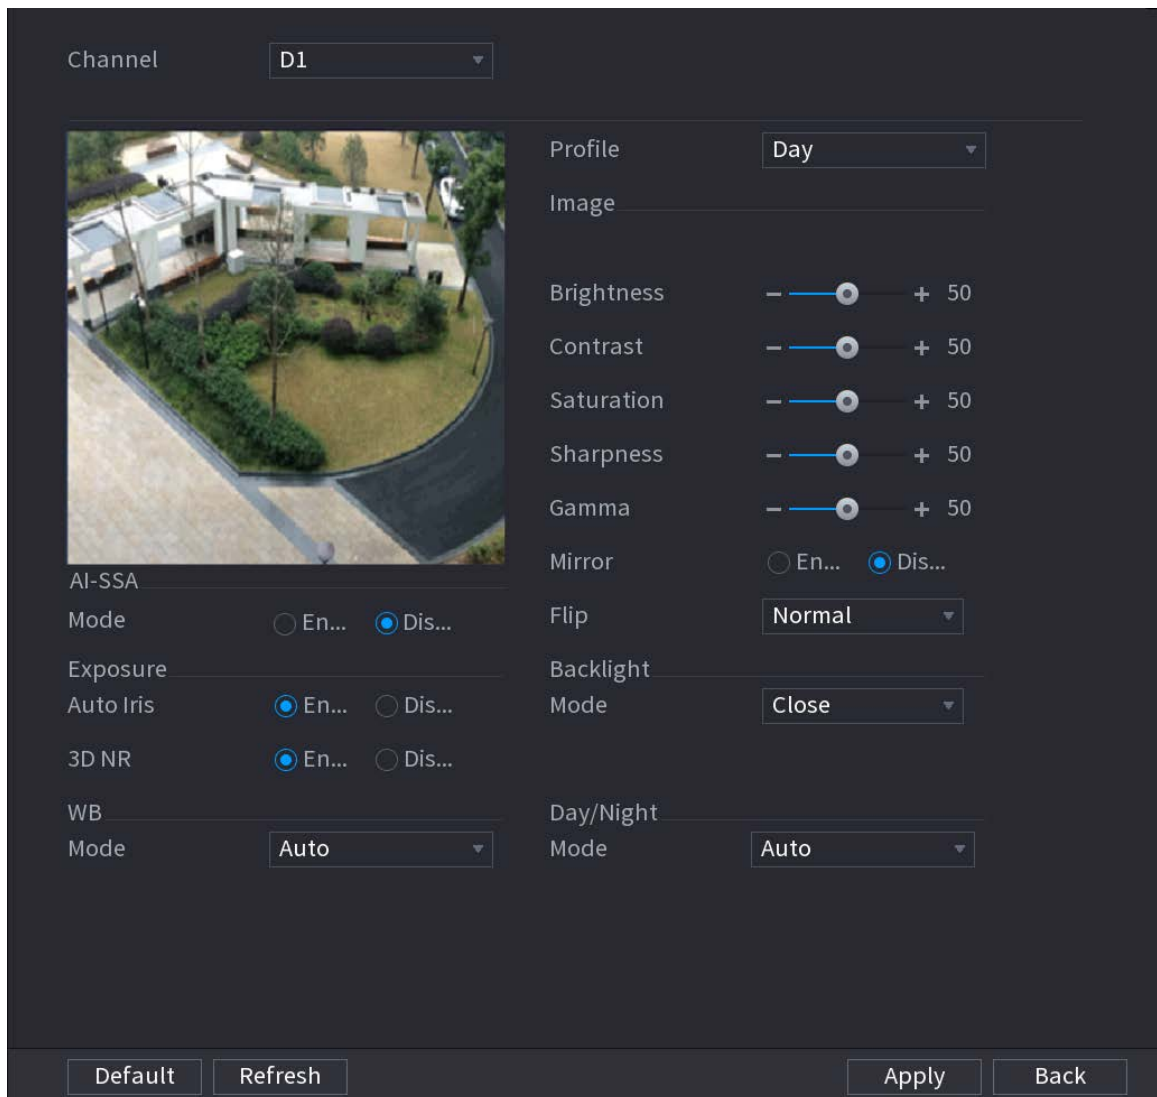 Channel D1
Profile Day
Image
Brightness - + 50
Contrast - + 50
Saturation - + 50
Sharpness - + 50
Gamma - + 50
Mirror En... Dis...
Flip Normal
Backlight
Mode Close
AI-SSA
Mode En... Dis...
Exposure
Auto Iris En... Dis...
3D NR En... Dis...
WB
Mode Auto
Day/Night
Mode Auto
Default Refresh Apply Back